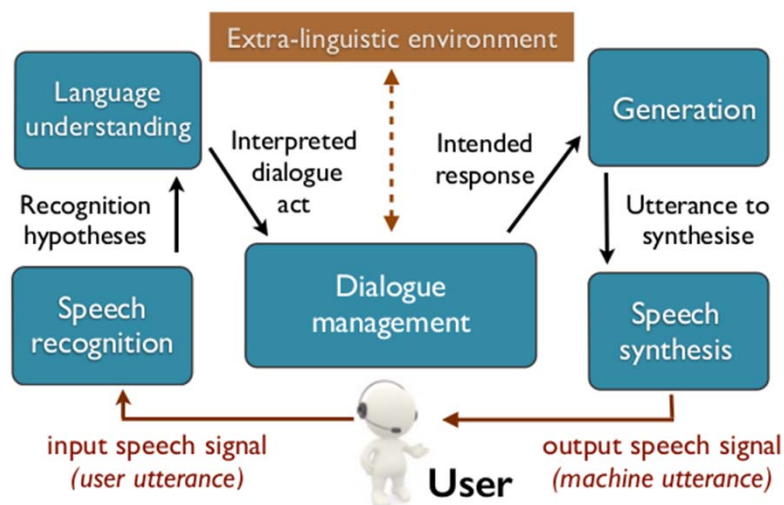 Extra-linguistic environment
Language
understanding
Generation
Interpreted
dialogue
act
Intended
response
Recognition
hypotheses
Utterance to
synthesise
Speech
recognition
Dialogue
management
Speech
synthesis
input speech signal
(user utterance)
User
output speech signal
(machine utterance)